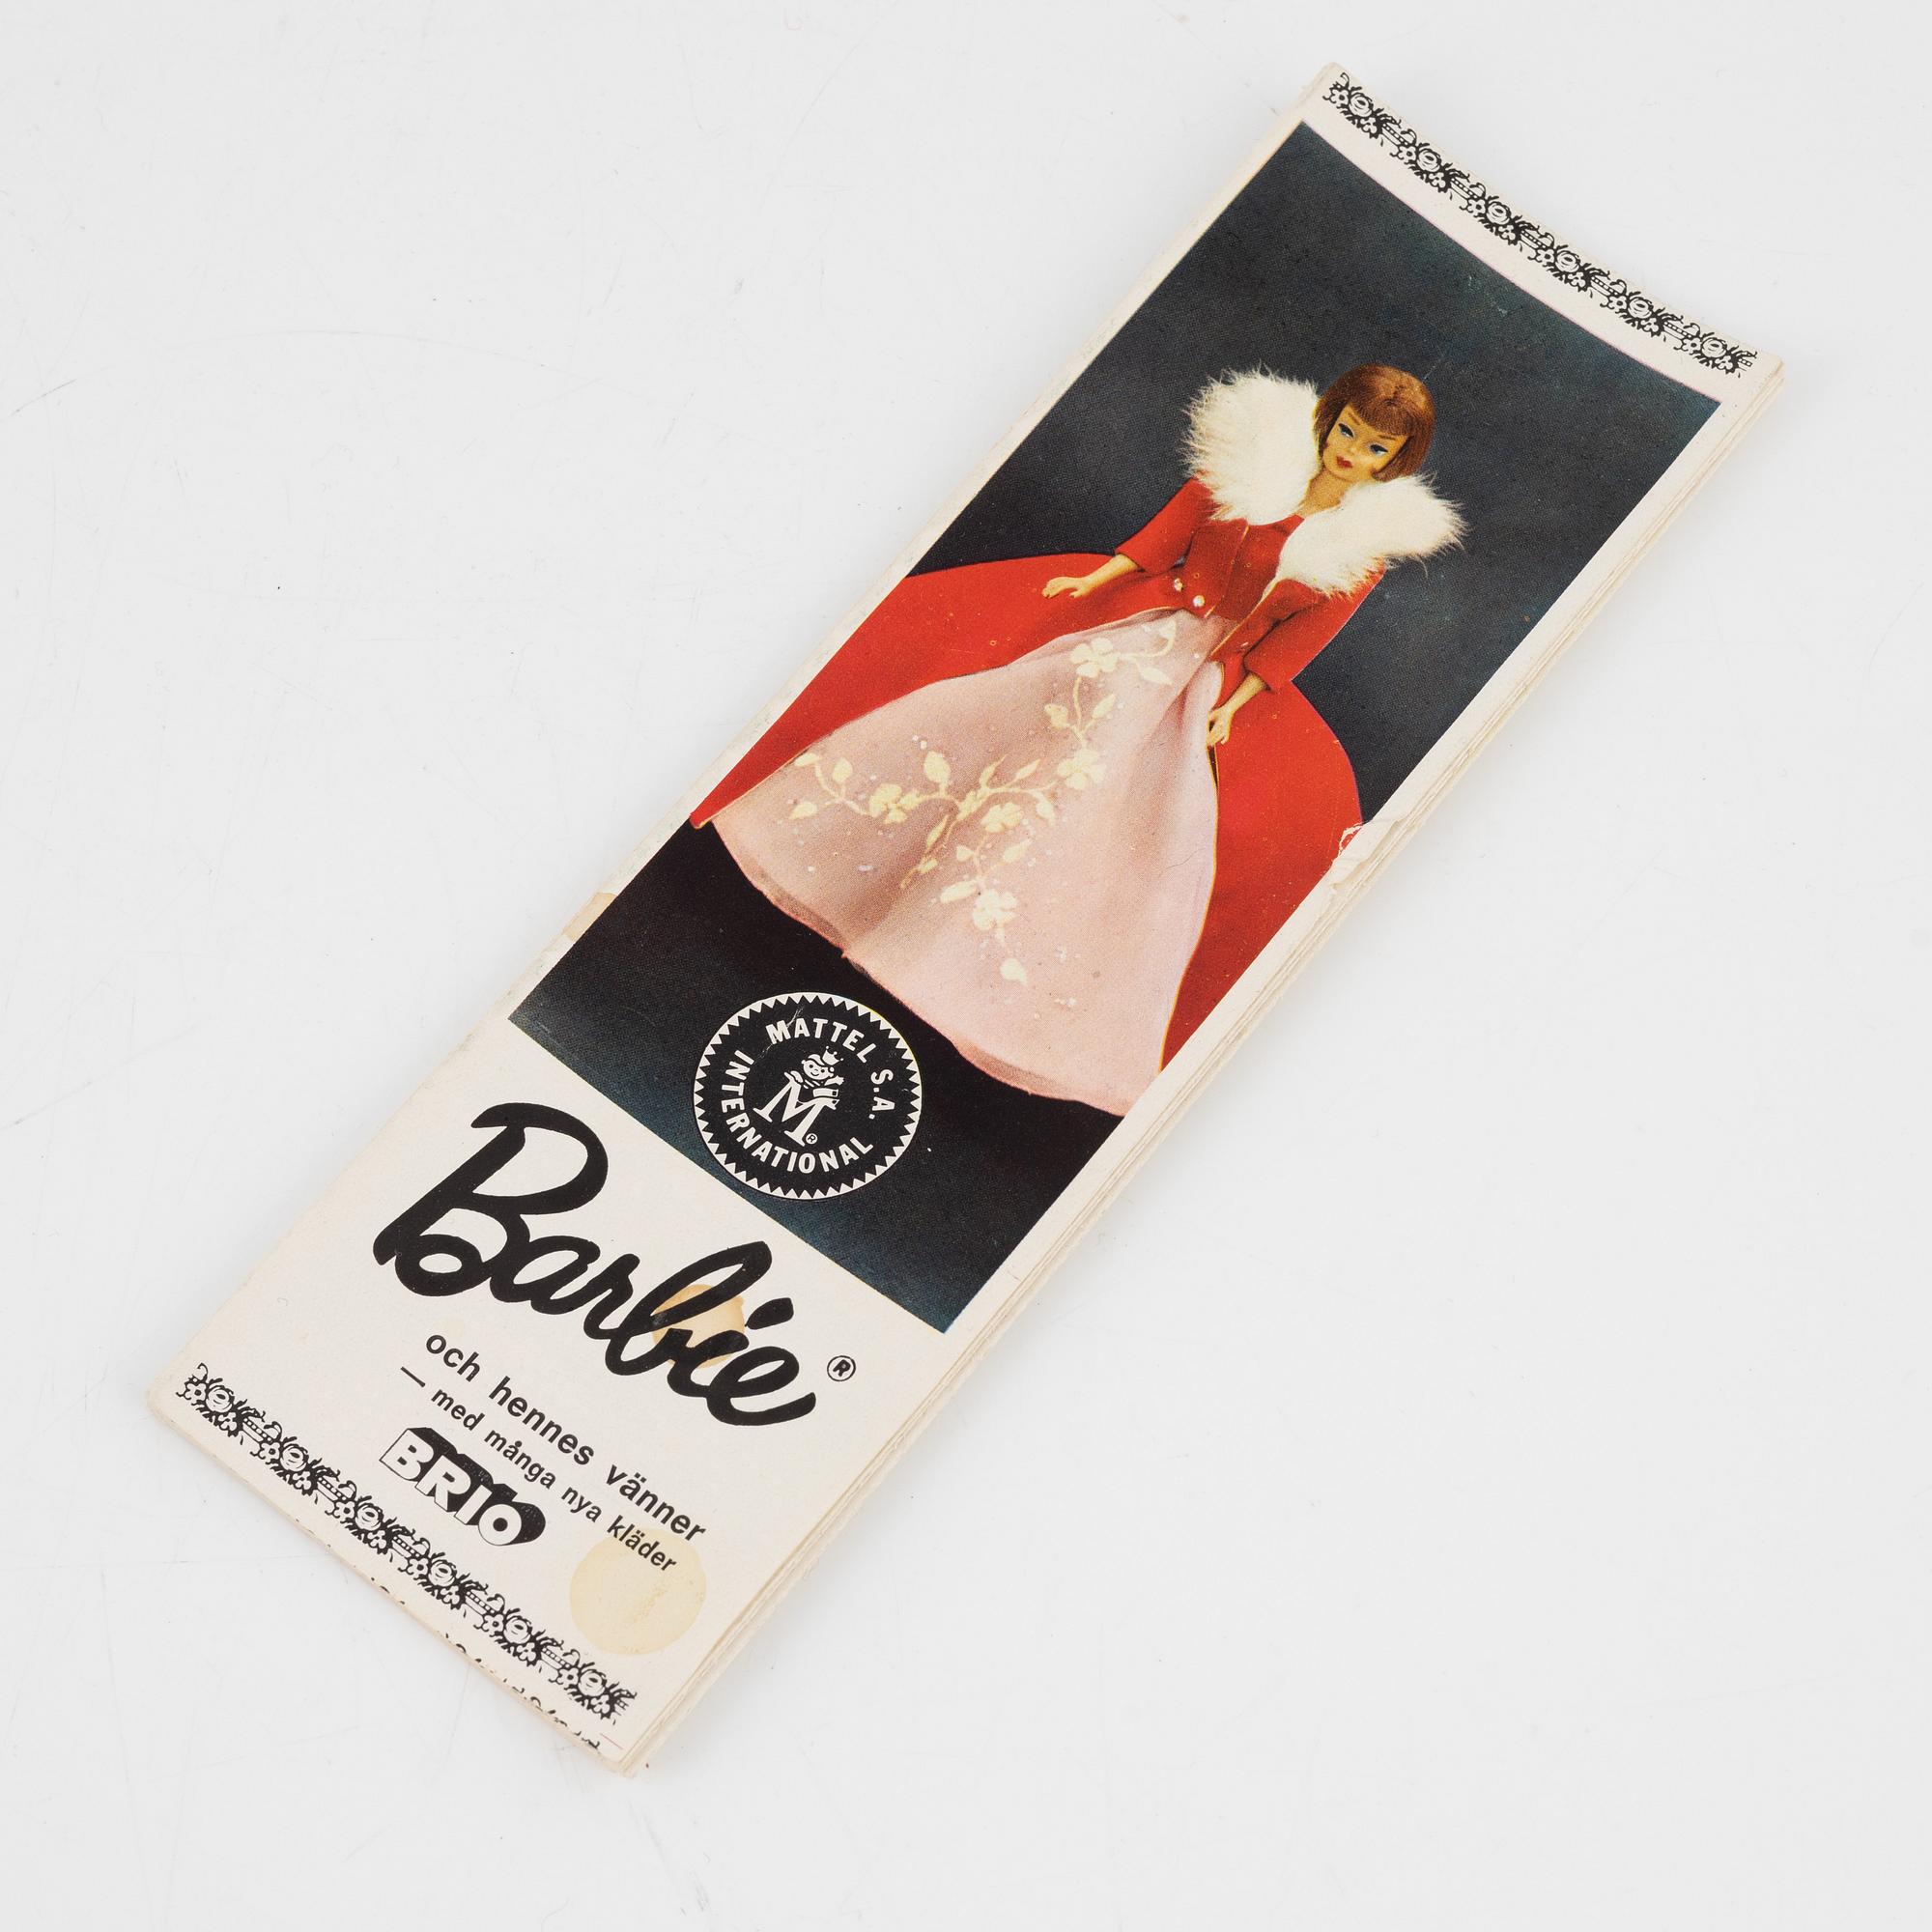 MATTEL S.A.
M®
INTERNATIONAL
Barbie®
och hennes vänner
— med många nya kläder
BRIO